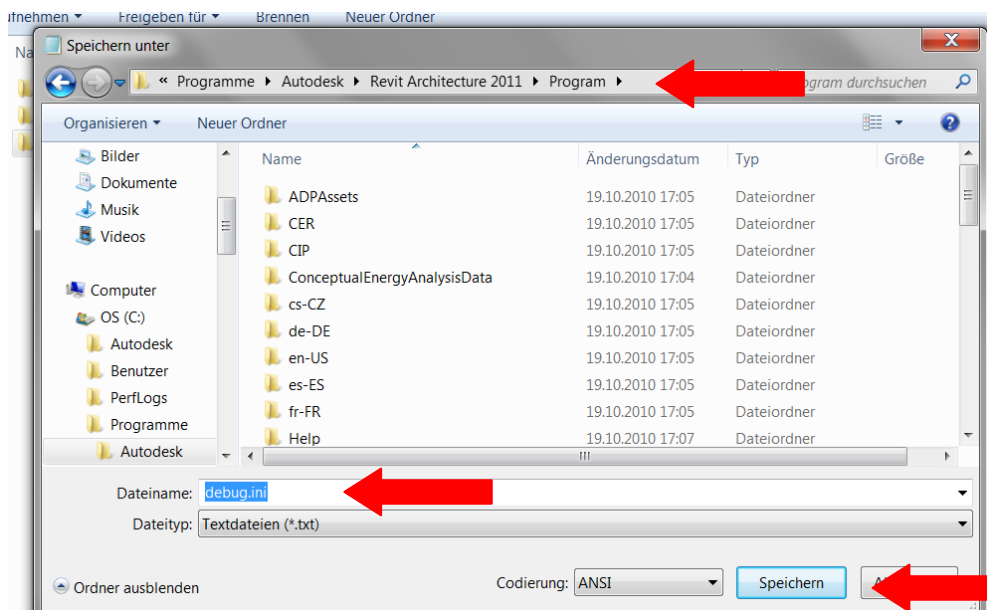 Freigeben für
Brennen
Neuer Ordner
Speichern unter
« Programme Autodesk Revit Architecture 2011 Program
durchsuchen
Organisieren
Neuer Ordner
Name
Änderungsdatum
Typ
Größe
Bilder
Dokumente
Musik
Videos
Computer
OS (C:)
Autodesk
Benutzer
PerfLogs
Programme
Autodesk
ADPAssets 19.10.2010 17:05 Dateiordner
CER 19.10.2010 17:05 Dateiordner
CIP 19.10.2010 17:05 Dateiordner
ConceptualEnergyAnalysisData 19.10.2010 17:04 Dateiordner
cs-CZ 19.10.2010 17:05 Dateiordner
de-DE 19.10.2010 17:05 Dateiordner
en-US 19.10.2010 17:05 Dateiordner
es-ES 19.10.2010 17:05 Dateiordner
fr-FR 19.10.2010 17:05 Dateiordner
Help 19.10.2010 17:07 Dateiordner
Dateiname: debug.ini
Dateityp: Textdateien (*.txt)
Ordner ausblenden
Codierung: ANSI
Speichern